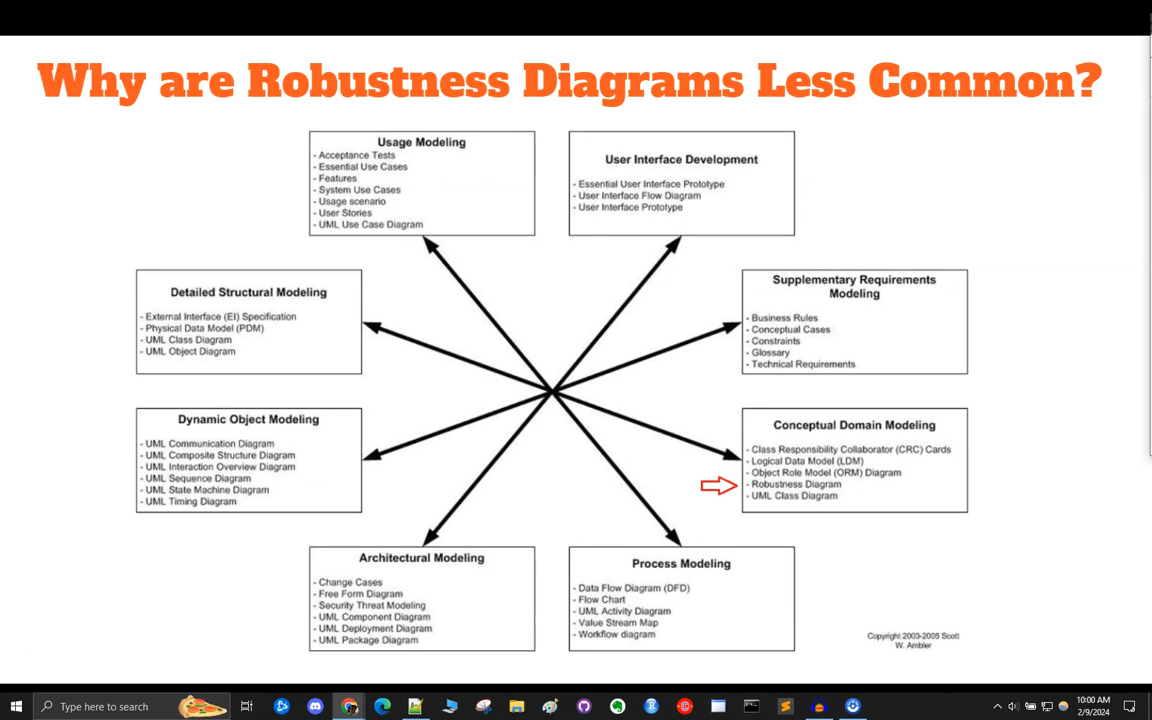 Why are Robustness Diagrams Less Common?
Usage Modeling
- Acceptance Tests
- Essential Use Cases
- Features
- System Use Cases
- Usage scenario
- User Stories
- UML Use Case Diagram
User Interface Development
- Essential User Interface Prototype
- User Interface Flow Diagram
- User Interface Prototype
Detailed Structural Modeling
- External Interface (EI) Specification
- Physical Data Model (PDM)
- UML Class Diagram
- UML Object Diagram
Supplementary Requirements
Modeling
- Business Rules
- Conceptual Cases
- Constraints
- Glossary
- Technical Requirements
Dynamic Object Modeling
- UML Communication Diagram
- UML Composite Structure Diagram
- UML Interaction Overview Diagram
- UML Sequence Diagram
- UML State Machine Diagram
- UML Timing Diagram
Conceptual Domain Modeling
- Class Responsibility Collaborator (CRC) Cards
- Logical Data Model (LDM)
- Object Role Model (ORM) Diagram
- Robustness Diagram
- UML Class Diagram
Architectural Modeling
- Change Cases
- Free Form Diagram
- Security Threat Modeling
- UML Component Diagram
- UML Deployment Diagram
- UML Package Diagram
Process Modeling
- Data Flow Diagram (DFD)
- Flow Chart
- UML Activity Diagram
- Value Stream Map
- Workflow diagram
Copyright 2003-2005 Scott
W. Ambler
Type here to search
10:00 AM
2/9/2024